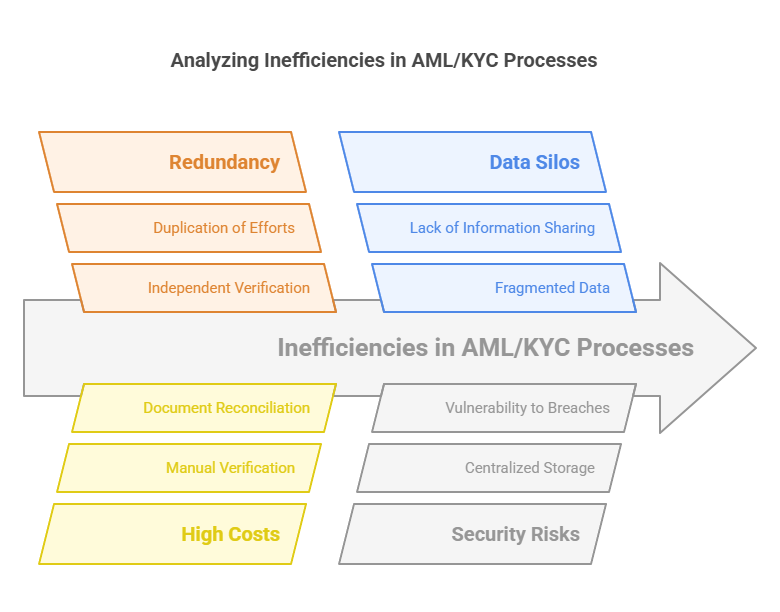 Analyzing Inefficiencies in AML/KYC Processes
Redundancy
Data Silos
Duplication of Efforts
Lack of Information Sharing
Independent Verification
Fragmented Data
Inefficiencies in AML/KYC Processes
Document Reconciliation
Vulnerability to Breaches
Manual Verification
Centralized Storage
High Costs
Security Risks